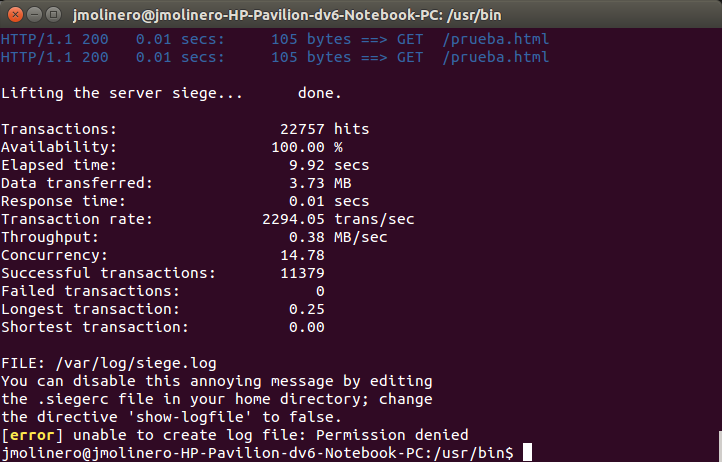 jmolinero@jmolinero-HP-Pavilion-dv6-Notebook-PC: /usr/bin
HTTP/1.1 200   0.01 secs:     105 bytes ==> GET  /prueba.html
HTTP/1.1 200   0.01 secs:     105 bytes ==> GET  /prueba.html
Lifting the server siege...      done.
Transactions:                  22757 hits
Availability:                 100.00 %
Elapsed time:                   9.92 secs
Data transferred:               3.73 MB
Response time:                  0.01 secs
Transaction rate:            2294.05 trans/sec
Throughput:                     0.38 MB/sec
Concurrency:                   14.78
Successful transactions:       11379
Failed transactions:               0
Longest transaction:            0.25
Shortest transaction:           0.00
FILE: /var/log/siege.log
You can disable this annoying message by editing
the .siegerc file in your home directory; change
the directive 'show-logfile' to false.
[error] unable to create log file: Permission denied
jmolinero@jmolinero-HP-Pavilion-dv6-Notebook-PC:/usr/bin$